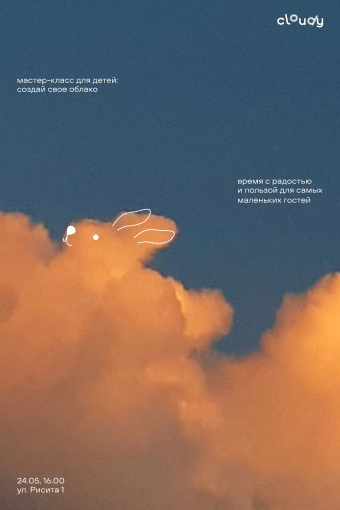 cloudy
мастер-класс для детей:
создай свое облако
время с радостью
и пользой для самых
маленьких гостей
24.05, 16.00
ул. Рисита 1